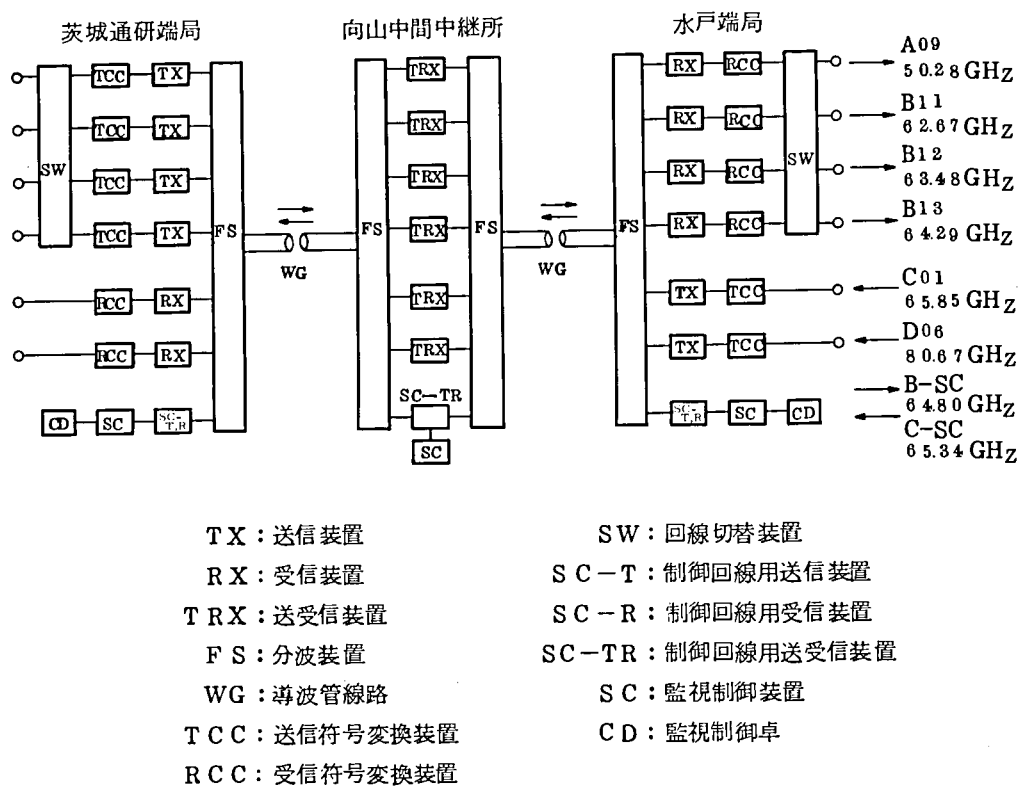 茨城通研端局
向山中間中継所
水戸端局
SW
TCC TX
TCC TX
TCC TX
TCC TX
RCC RX
RCC RX
CD SC SC-T,R
FS
WG
FS
TRX
TRX
TRX
TRX
TRX
TRX
SC-TR
SC
FS
WG
FS
RX RCC
RX RCC
RX RCC
RX RCC
TX TCC
TX TCC
SC-T,R SC CD
SW
A09
50.28GHz
B11
62.67GHz
B12
63.48GHz
B13
64.29GHz
C01
65.85GHz
D06
80.67GHz
B-SC
64.80GHz
C-SC
65.34GHz
TX:送信装置
RX:受信装置
TRX:送受信装置
FS:分波装置
WG:導波管線路
TCC:送信符号変換装置
RCC:受信符号変換装置
SW:回線切替装置
SC-T:制御回線用送信装置
SC-R:制御回線用受信装置
SC-TR:制御回線用送受信装置
SC:監視制御装置
CD:監視制御卓